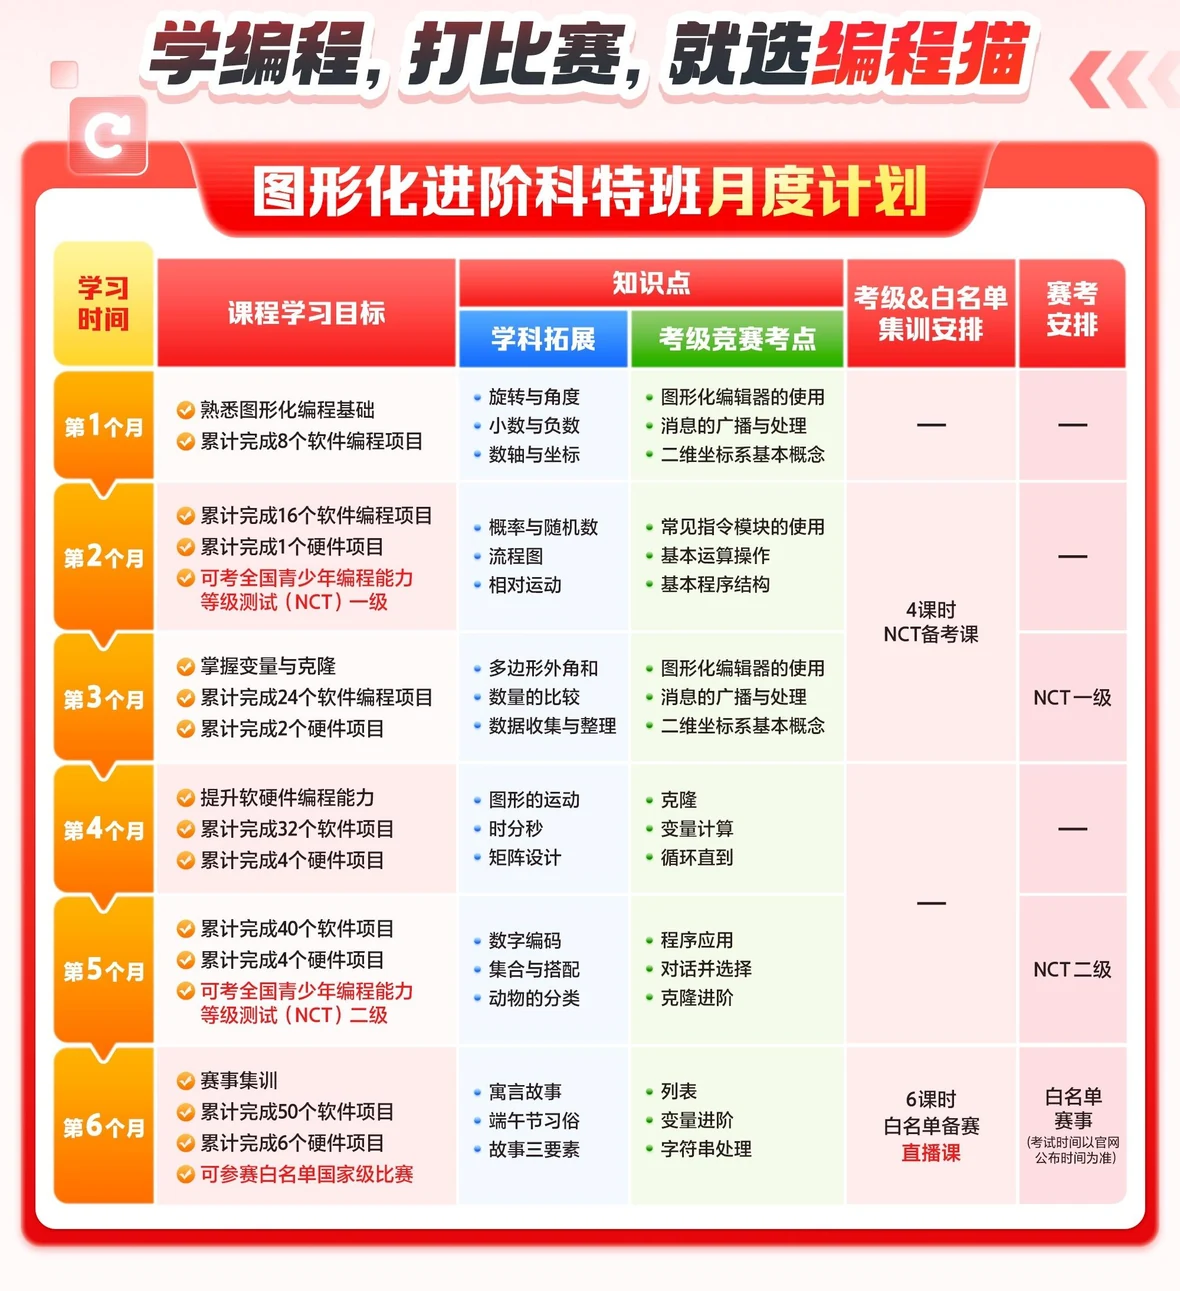 学编程,打比赛,就选编程猫
图形化进阶科特班月度计划
学习
时间
课程学习目标
知识点
学科拓展
考级竞赛考点
考级&白名单
集训安排
赛考
安排
第1个月
熟悉图形化编程基础
累计完成8个软件编程项目
旋转与角度
小数与负数
数轴与坐标
图形化编辑器的使用
消息的广播与处理
二维坐标系基本概念
—
—
第2个月
累计完成16个软件编程项目
累计完成1个硬件项目
可考全国青少年编程能力
等级测试(NCT)一级
概率与随机数
流程图
相对运动
常见指令模块的使用
基本运算操作
基本程序结构
4课时
NCT备考课
—
第3个月
掌握变量与克隆
累计完成24个软件编程项目
累计完成2个硬件项目
多边形外角和
数量的比较
数据收集与整理
图形化编辑器的使用
消息的广播与处理
二维坐标系基本概念
NCT一级
第4个月
提升软硬件编程能力
累计完成32个软件项目
累计完成4个硬件项目
图形的运动
时分秒
矩阵设计
克隆
变量计算
循环直到
—
—
第5个月
累计完成40个软件项目
累计完成4个硬件项目
可考全国青少年编程能力
等级测试(NCT)二级
数字编码
集合与搭配
动物的分类
程序应用
对话并选择
克隆进阶
NCT二级
第6个月
赛事集训
累计完成50个软件项目
累计完成6个硬件项目
可参赛白名单国家级比赛
寓言故事
端午节习俗
故事三要素
列表
变量进阶
字符串处理
6课时
白名单备赛
直播课
白名单
赛事
(考试时间以官网
公布时间为准)